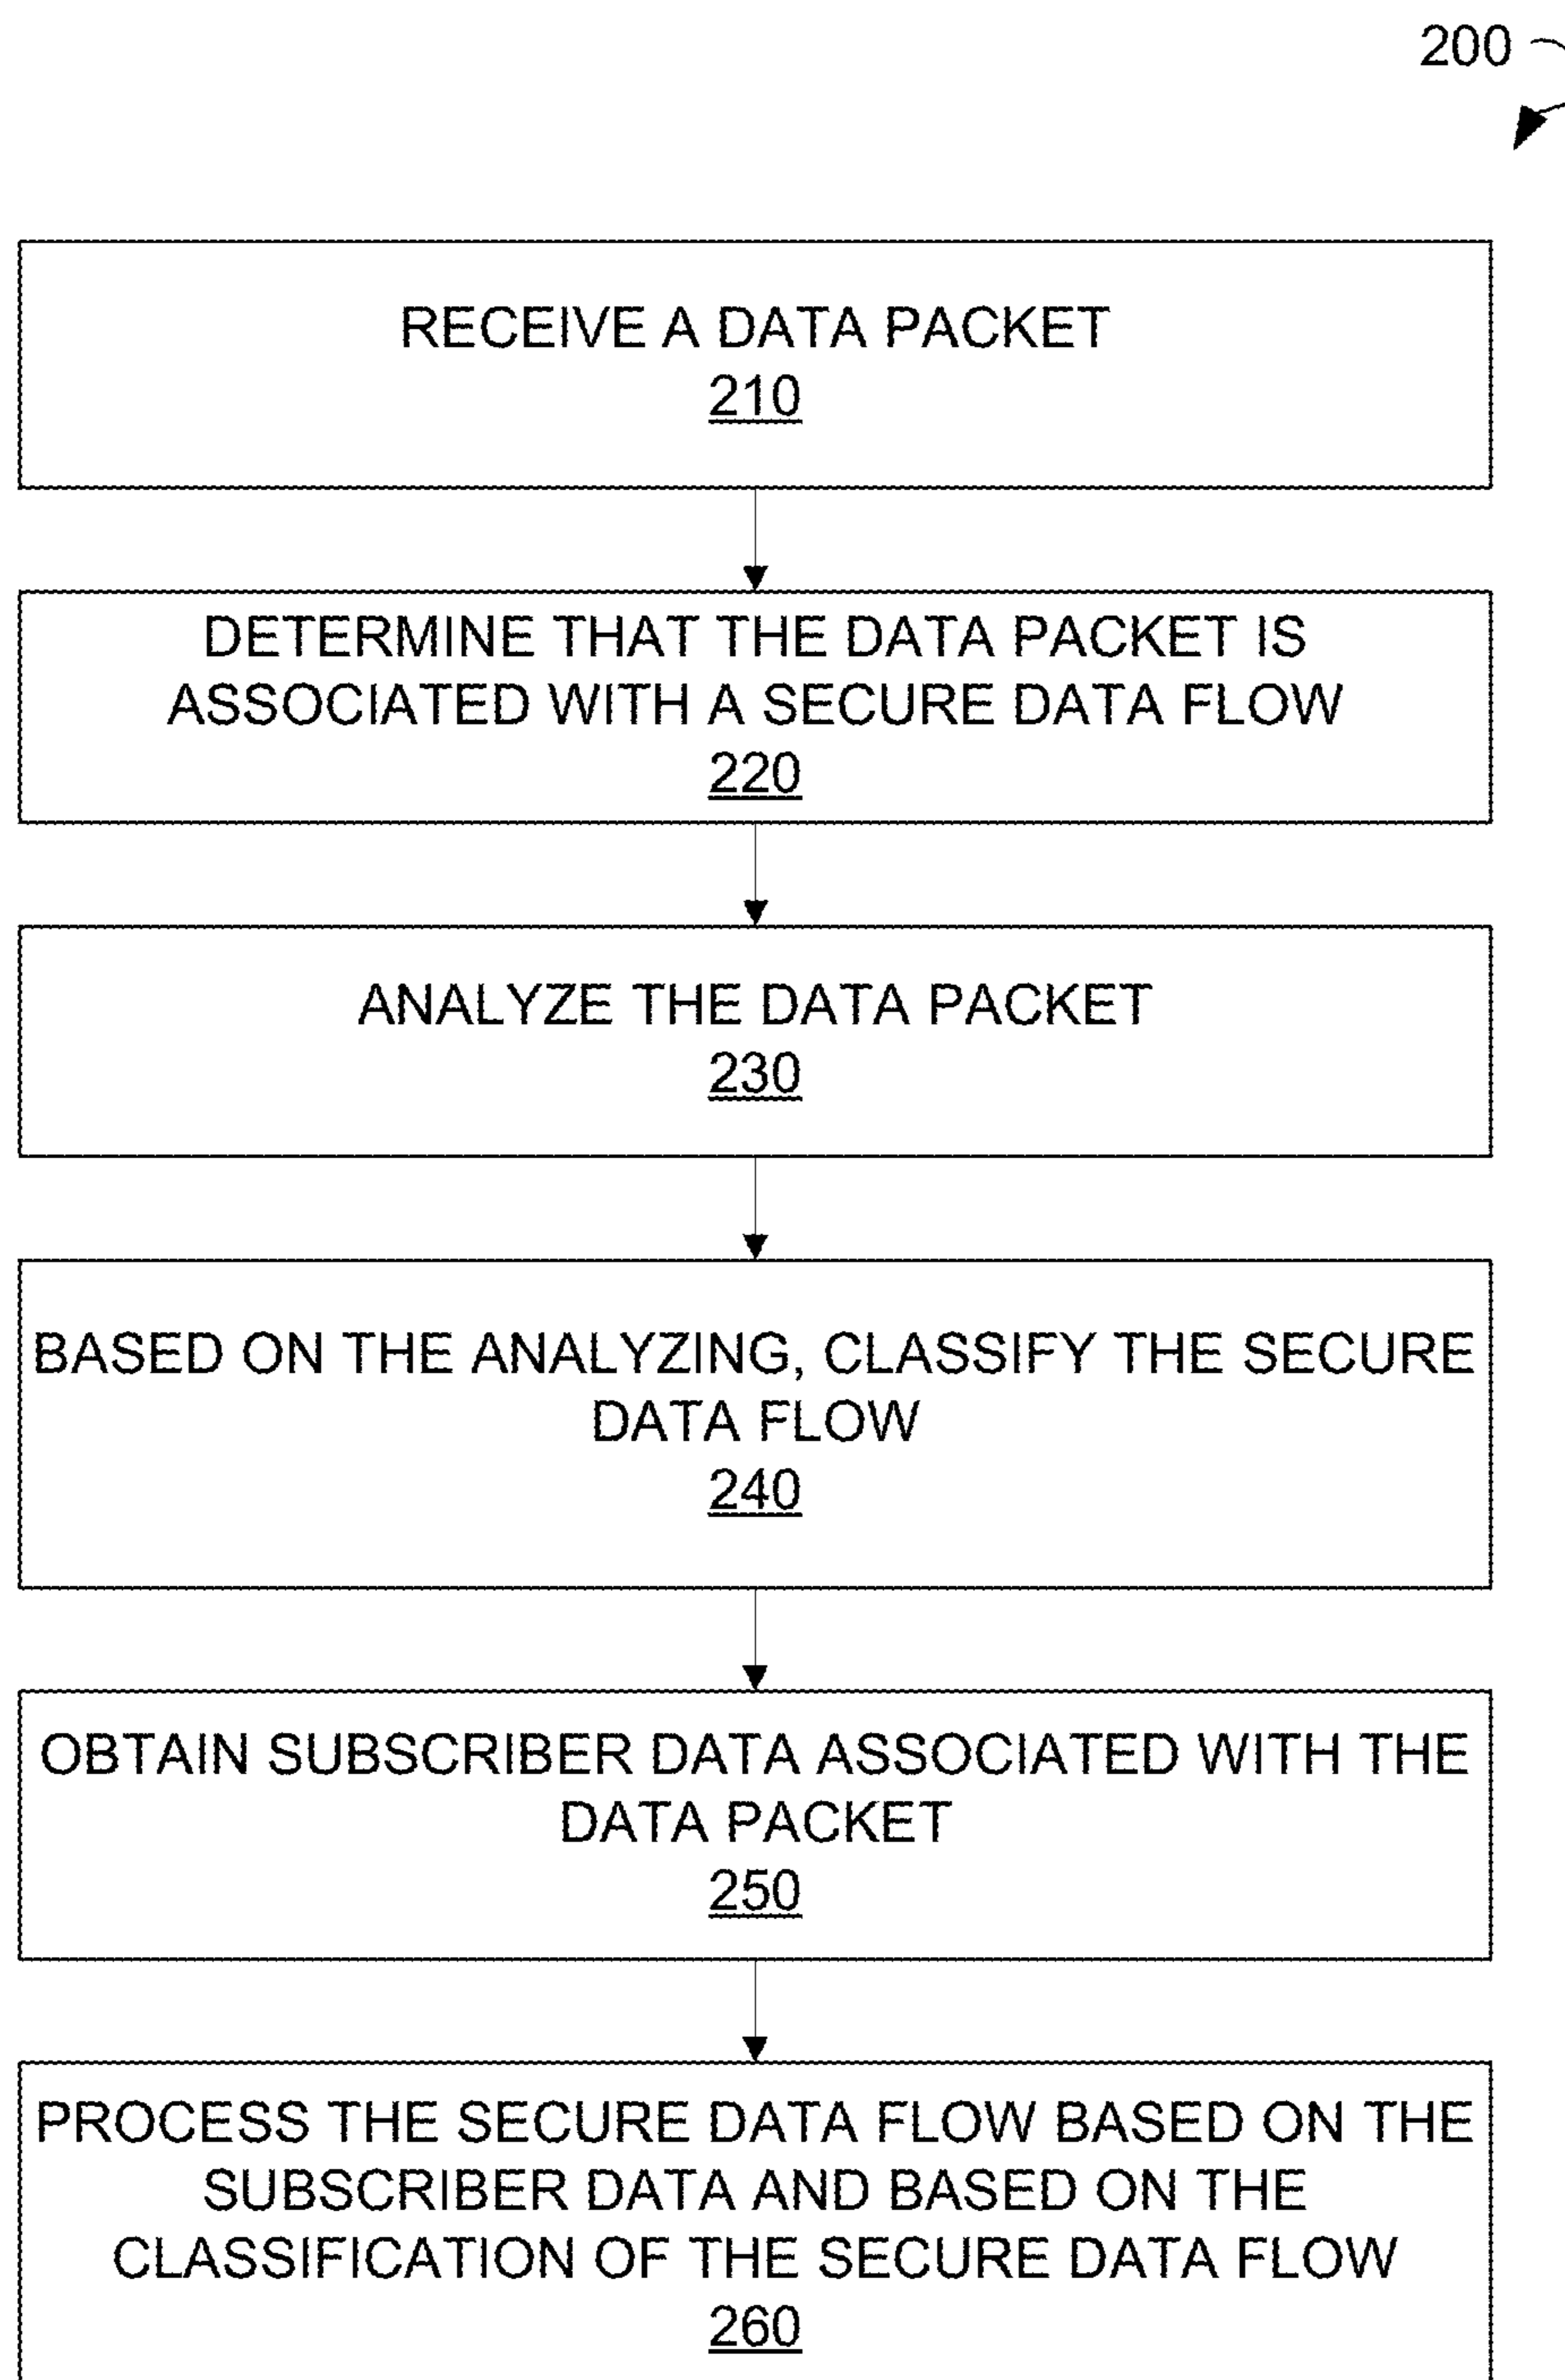 200
RECEIVE A DATA PACKET
210
DETERMINE THAT THE DATA PACKET IS
ASSOCIATED WITH A SECURE DATA FLOW
220
ANALYZE THE DATA PACKET
230
BASED ON THE ANALYZING, CLASSIFY THE SECURE
DATA FLOW
240
OBTAIN SUBSCRIBER DATA ASSOCIATED WITH THE
DATA PACKET
250
PROCESS THE SECURE DATA FLOW BASED ON THE
SUBSCRIBER DATA AND BASED ON THE
CLASSIFICATION OF THE SECURE DATA FLOW
260